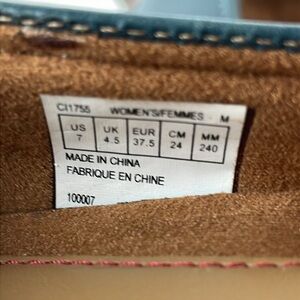 CI1755 WOMEN'S/FEMMES M
US UK EUR CM MM
7 4.5 37.5 24 240
MADE IN CHINA
FABRIQUE EN CHINE
100007